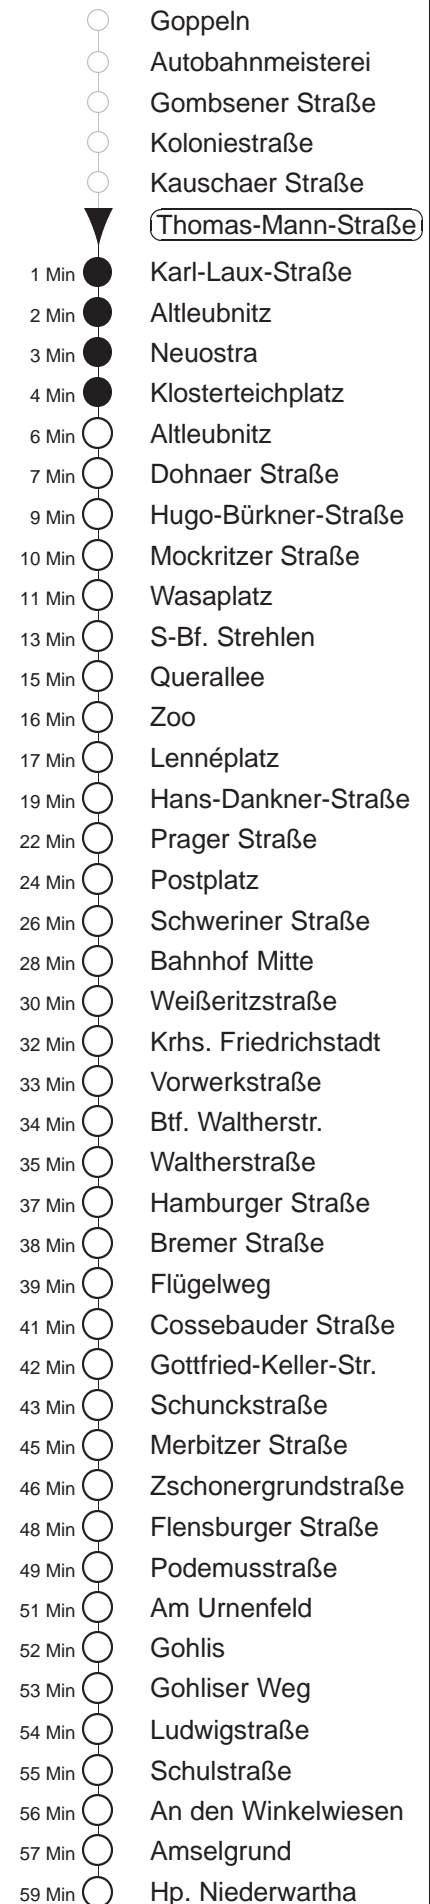 Goppeln
Autobahnmeisterei
Gombsener Straße
Koloniestraße
Kauschaer Straße
Thomas-Mann-Straße
1 Min Karl-Laux-Straße
2 Min Altleubnitz
3 Min Neuostra
4 Min Klosterteichplatz
6 Min Altleubnitz
7 Min Dohnaer Straße
9 Min Hugo-Bürkner-Straße
10 Min Mockritzer Straße
11 Min Wasaplatz
13 Min S-Bf. Strehlen
15 Min Querallee
16 Min Zoo
17 Min Lennéplatz
19 Min Hans-Dankner-Straße
22 Min Prager Straße
24 Min Postplatz
26 Min Schweriner Straße
28 Min Bahnhof Mitte
30 Min Weißeritzstraße
32 Min Krhs. Friedrichstadt
33 Min Vorwerkstraße
34 Min Btf. Waltherstr.
35 Min Waltherstraße
37 Min Hamburger Straße
38 Min Bremer Straße
39 Min Flügelweg
41 Min Cossebauder Straße
42 Min Gottfried-Keller-Str.
43 Min Schunckstraße
45 Min Merbitzer Straße
46 Min Zschonergrundstraße
48 Min Flensburger Straße
49 Min Podemusstraße
51 Min Am Urnenfeld
52 Min Gohlis
53 Min Gohliser Weg
54 Min Ludwigstraße
55 Min Schulstraße
56 Min An den Winkelwiesen
57 Min Amselgrund
59 Min Hp. Niederwartha